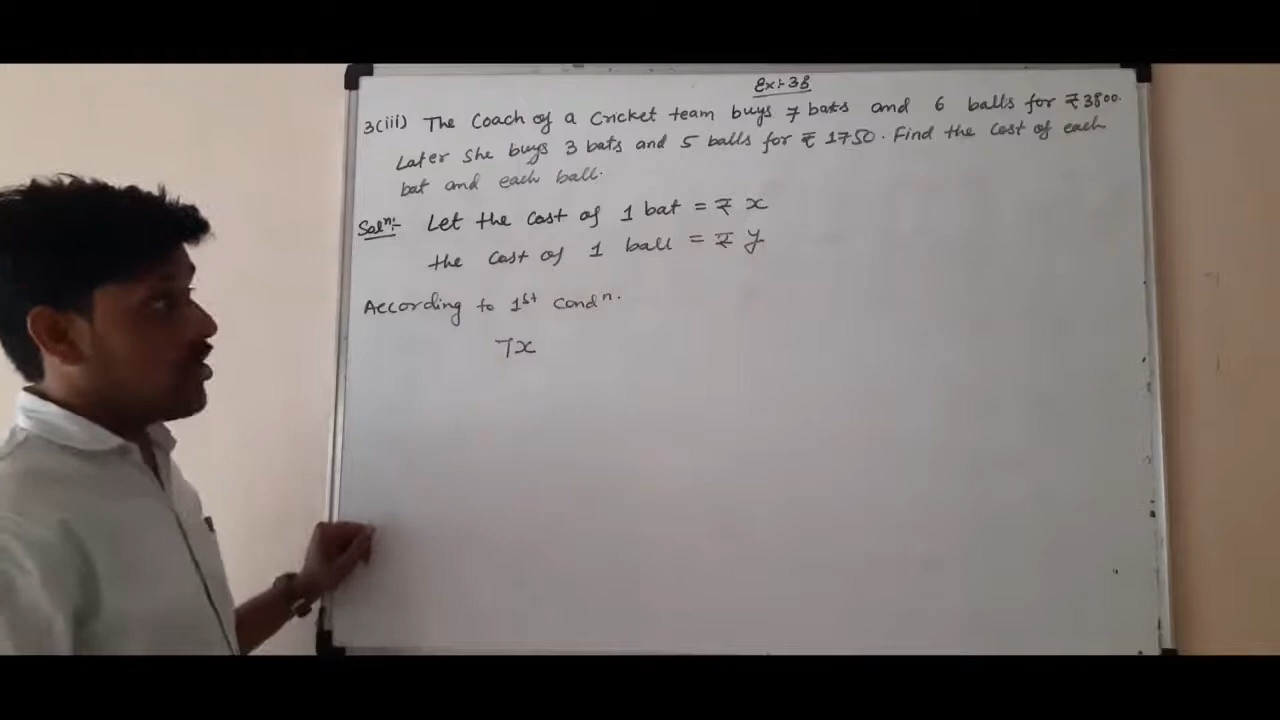 Ex:-3.3
3(iii) The Coach of a Cricket team buys 7 bats and 6 balls for ₹3800.
Later She buys 3 bats and 5 balls for ₹ 1750. Find the cost of each
bat and each ball.
Solⁿ:- Let the cost of 1 bat = ₹ x
the cost of 1 ball = ₹ y
According to 1st Condⁿ.
7x